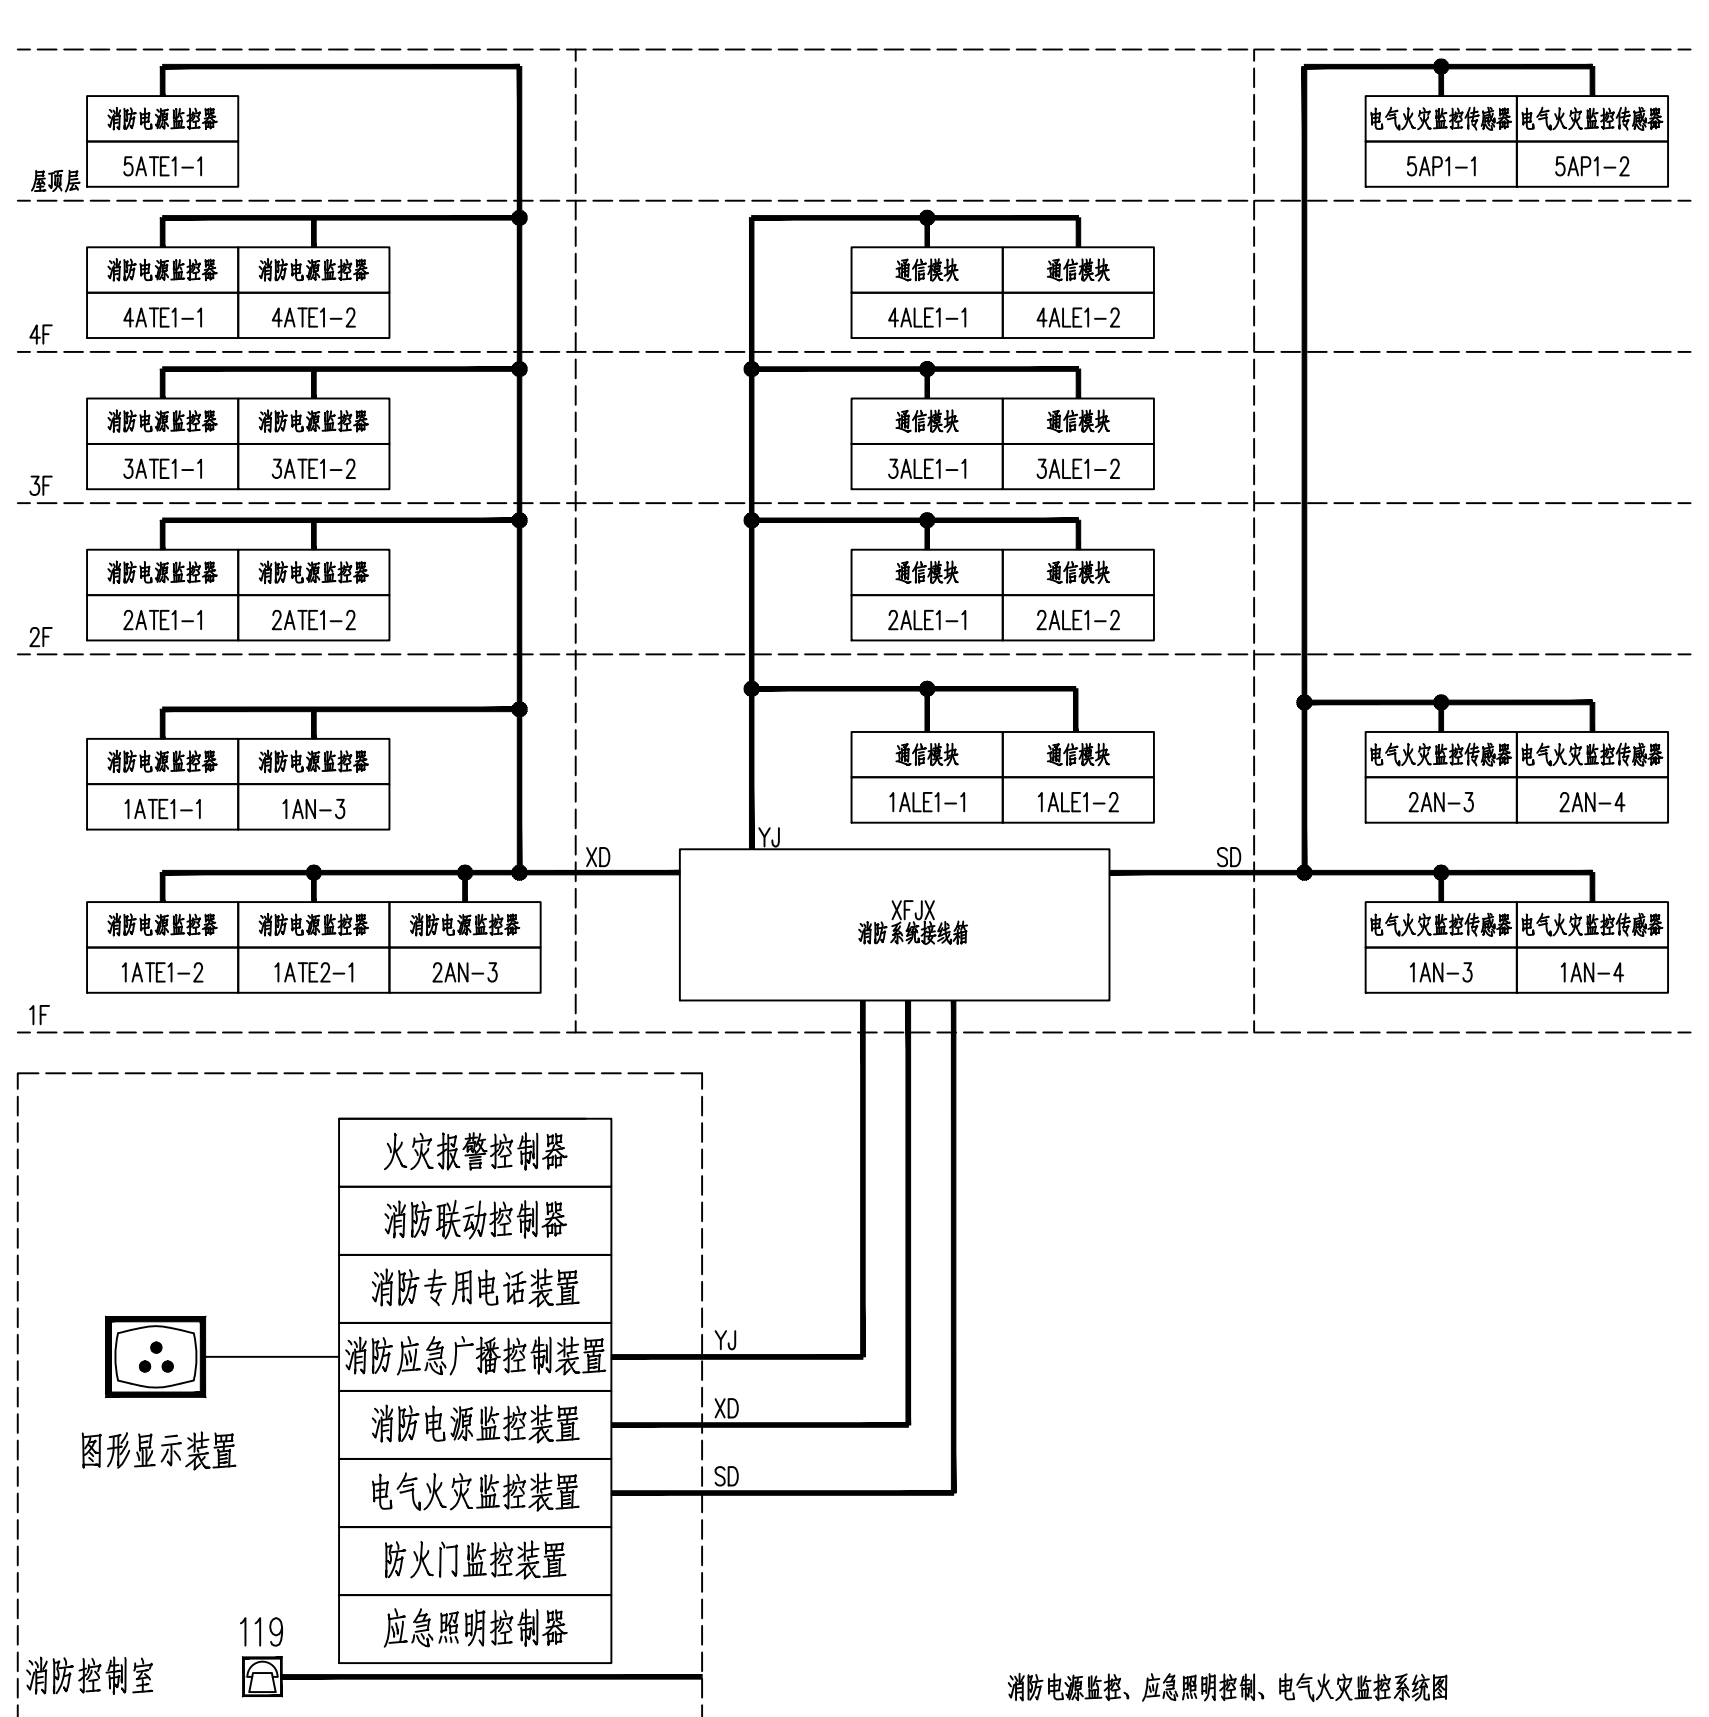 消防电源监控器 电气火灾监控传感器 电气火灾监控传感器
5ATE1-1 5AP1-1 5AP1-2
屋顶层
消防电源监控器 消防电源监控器 通信模块 通信模块
4ATE1-1 4ATE1-2 4ALE1-1 4ALE1-2
4F
消防电源监控器 消防电源监控器 通信模块 通信模块
3ATE1-1 3ATE1-2 3ALE1-1 3ALE1-2
3F
消防电源监控器 消防电源监控器 通信模块 通信模块
2ATE1-1 2ATE1-2 2ALE1-1 2ALE1-2
2F
消防电源监控器 消防电源监控器 通信模块 通信模块 电气火灾监控传感器 电气火灾监控传感器
1ATE1-1 1AN-3 1ALE1-1 1ALE1-2 2AN-3 2AN-4
YJ
XD SD
XFJX
消防系统接线箱
消防电源监控器 消防电源监控器 消防电源监控器 电气火灾监控传感器 电气火灾监控传感器
1ATE1-2 1ATE2-1 2AN-3 1AN-3 1AN-4
1F
火灾报警控制器
消防联动控制器
消防专用电话装置
消防应急广播控制装置 YJ
消防电源监控装置 XD
图形显示装置
电气火灾监控装置 SD
防火门监控装置
应急照明控制器
119
消防控制室
消防电源监控、应急照明控制、电气火灾监控系统图